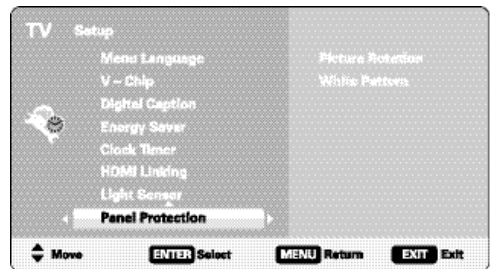 TV Setup
Menu Language
V – Chip
Digital Caption
Energy Saver
Clock Timer
HDMI Linking
Light Sensor
Panel Protection
Picture Rotation
White Pattern
Move ENTER Select MENU Return EXIT Exit